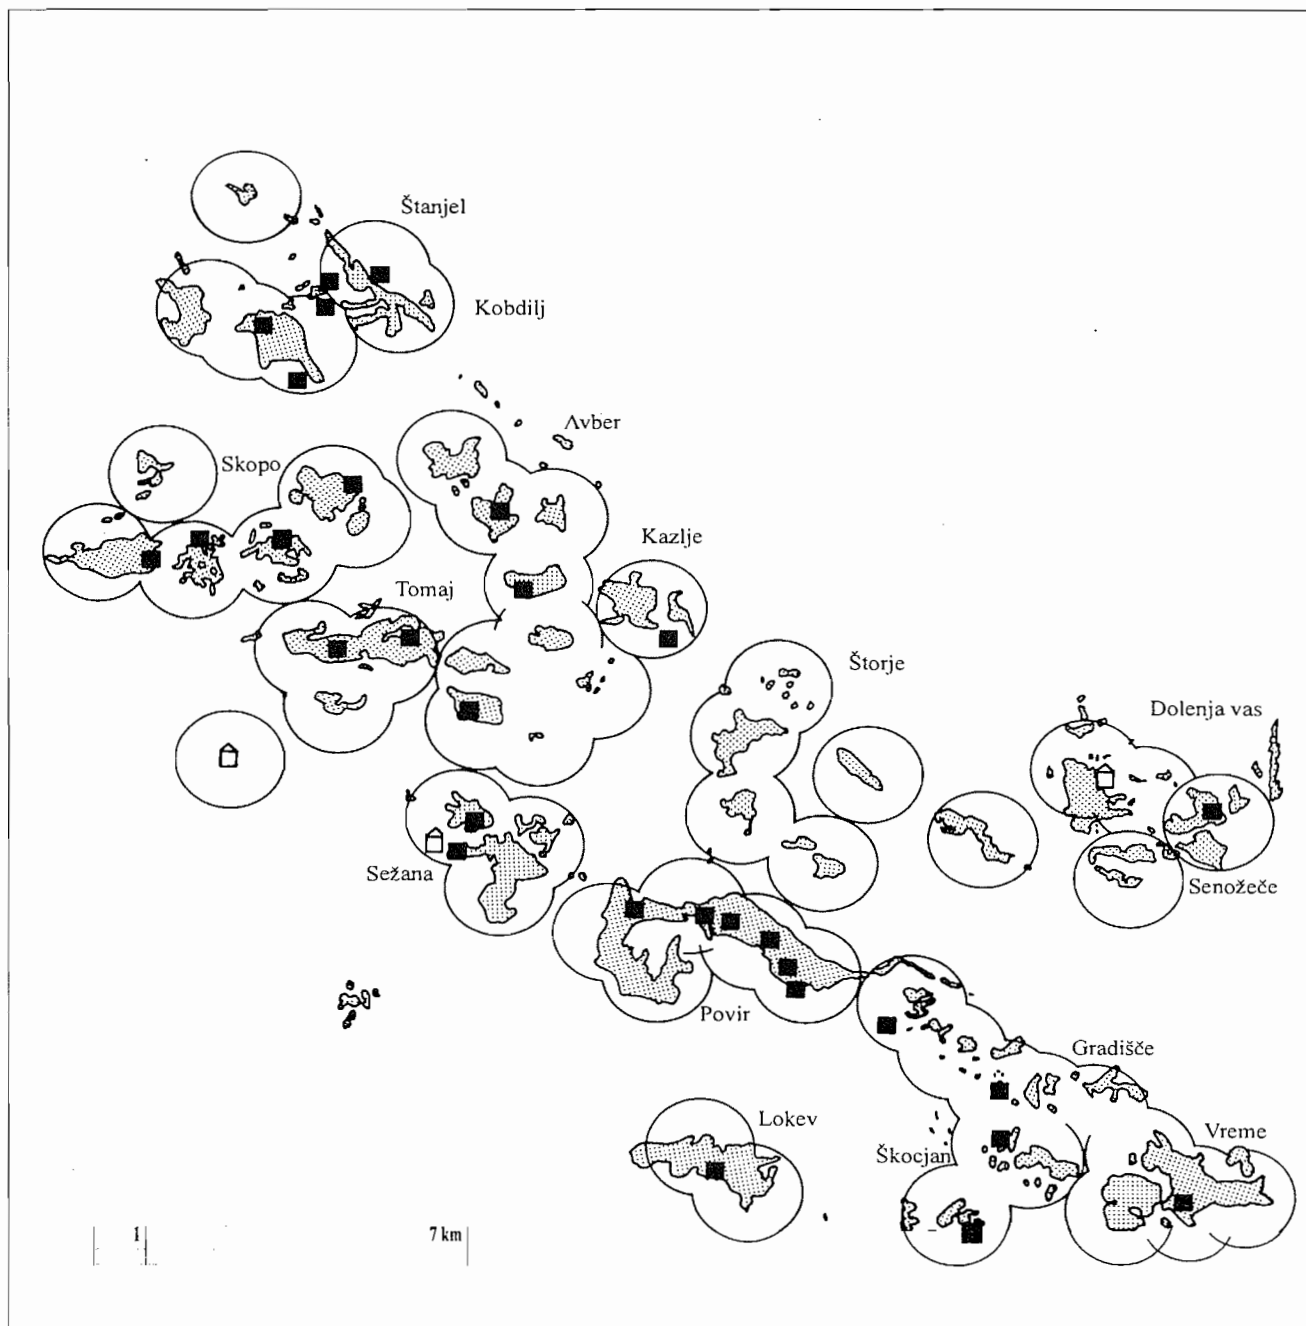 Štanjel
Kobdilj
Avber
Skopo
Kazlje
Tomaj
Štorje
Dolenja vas
Sežana
Senožeče
Povir
Gradišče
Lokev
Vreme
Škocjan
1
7 km